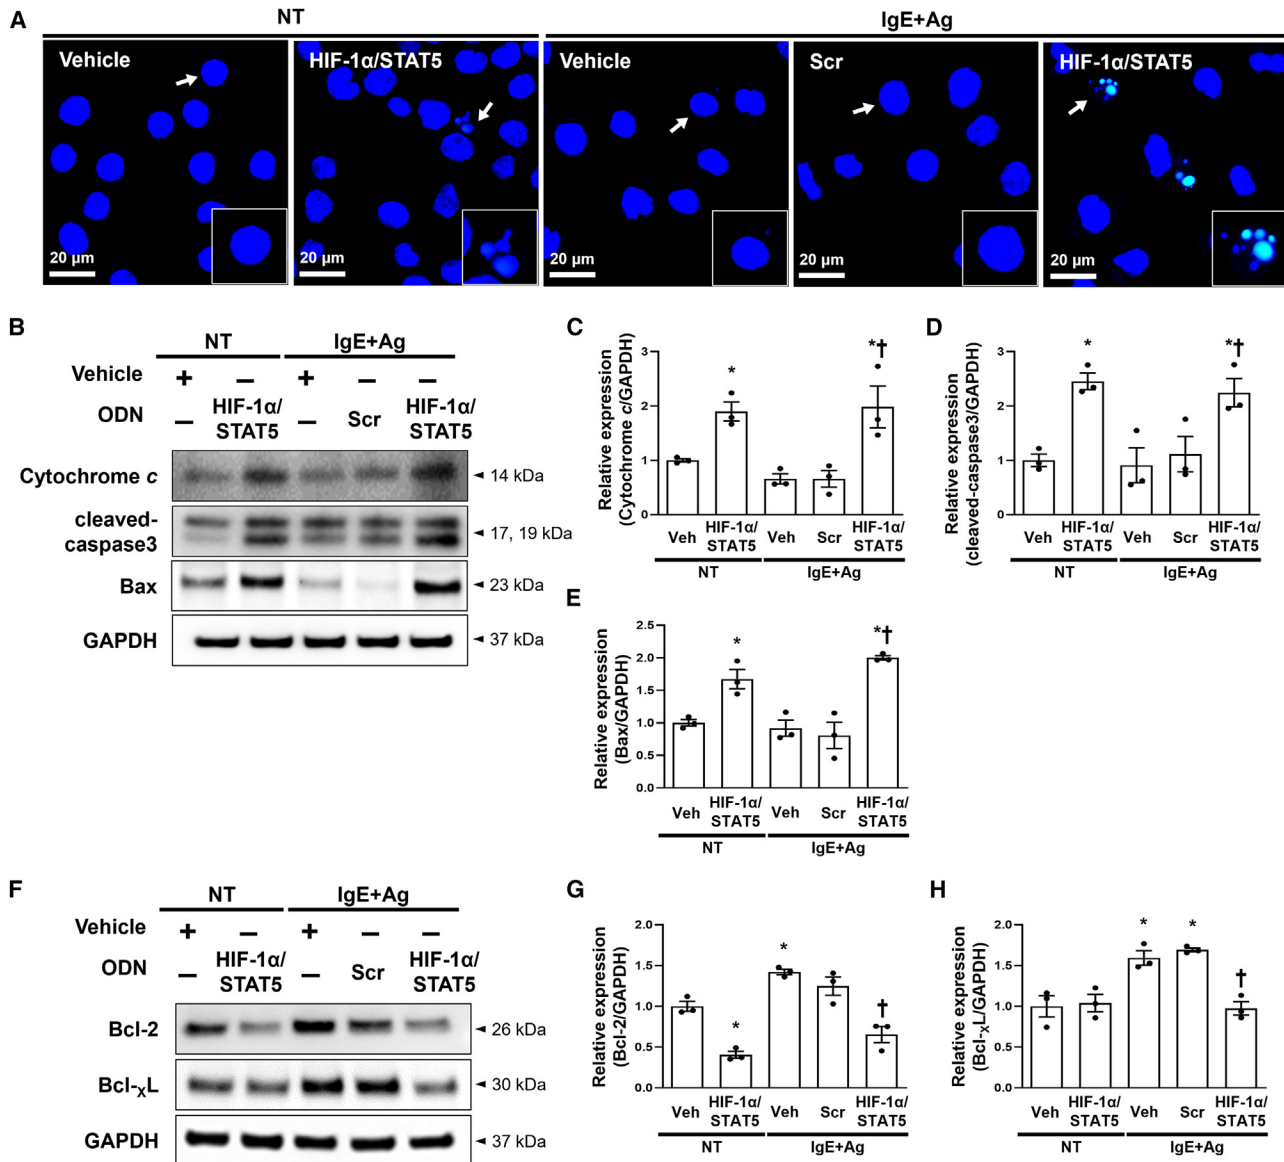 A
NT
IgE+Ag
Vehicle
HIF-1α/STAT5
Vehicle
Scr
HIF-1α/STAT5
20 µm
20 µm
20 µm
20 µm
20 µm
B
NT
IgE+Ag
Vehicle
+
−
+
−
−
ODN
−
HIF-1α/
STAT5
−
Scr
HIF-1α/
STAT5
Cytochrome c
14 kDa
cleaved-
caspase3
17, 19 kDa
Bax
23 kDa
GAPDH
37 kDa
C
Relative expression
(Cytochrome c/GAPDH)
3
2
1
0
*
*†
Veh
HIF-1α/
STAT5
Veh
Scr
HIF-1α/
STAT5
NT
IgE+Ag
D
Relative expression
(cleaved-caspase3/GAPDH)
3
2
1
0
*
*†
Veh
HIF-1α/
STAT5
Veh
Scr
HIF-1α/
STAT5
NT
IgE+Ag
E
Relative expression
(Bax/GAPDH)
2.5
2.0
1.5
1.0
0.5
0.0
*
*†
Veh
HIF-1α/
STAT5
Veh
Scr
HIF-1α/
STAT5
NT
IgE+Ag
F
NT
IgE+Ag
Vehicle
+
−
+
−
−
ODN
−
HIF-1α/
STAT5
−
Scr
HIF-1α/
STAT5
Bcl-2
26 kDa
Bcl-xL
30 kDa
GAPDH
37 kDa
G
Relative expression
(Bcl-2/GAPDH)
2.0
1.5
1.0
0.5
0.0
*
*
†
Veh
HIF-1α/
STAT5
Veh
Scr
HIF-1α/
STAT5
NT
IgE+Ag
H
Relative expression
(Bcl-xL/GAPDH)
2.0
1.5
1.0
0.5
0.0
*
*
†
Veh
HIF-1α/
STAT5
Veh
Scr
HIF-1α/
STAT5
NT
IgE+Ag